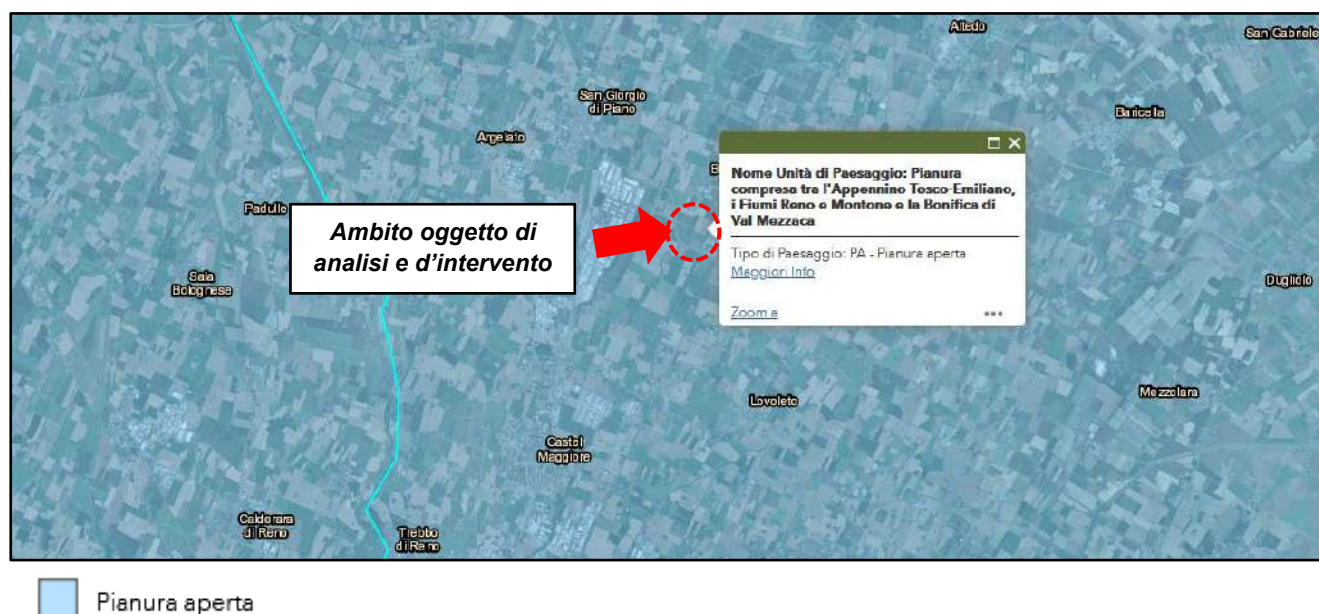 Altedo
San Gabriele
San Giorgio
di Piano
Baricella
Argelato
B
Nome Unità di Paesaggio: Pianura
compresa tra l'Appennino Tosco-Emiliano,
i Fiumi Reno e Montone e la Bonifica di
Val Mezzaca
Padulle
Ambito oggetto di
analisi e d'intervento
Tipo di Paesaggio: PA - Pianura aperta
Maggiori Info
Sala
Bolognese
Dugliolo
Zoom a
...
Mezzolara
Lovoleto
Castel
Maggiore
Calderara
di Reno
Trebbo
di Reno
Pianura aperta